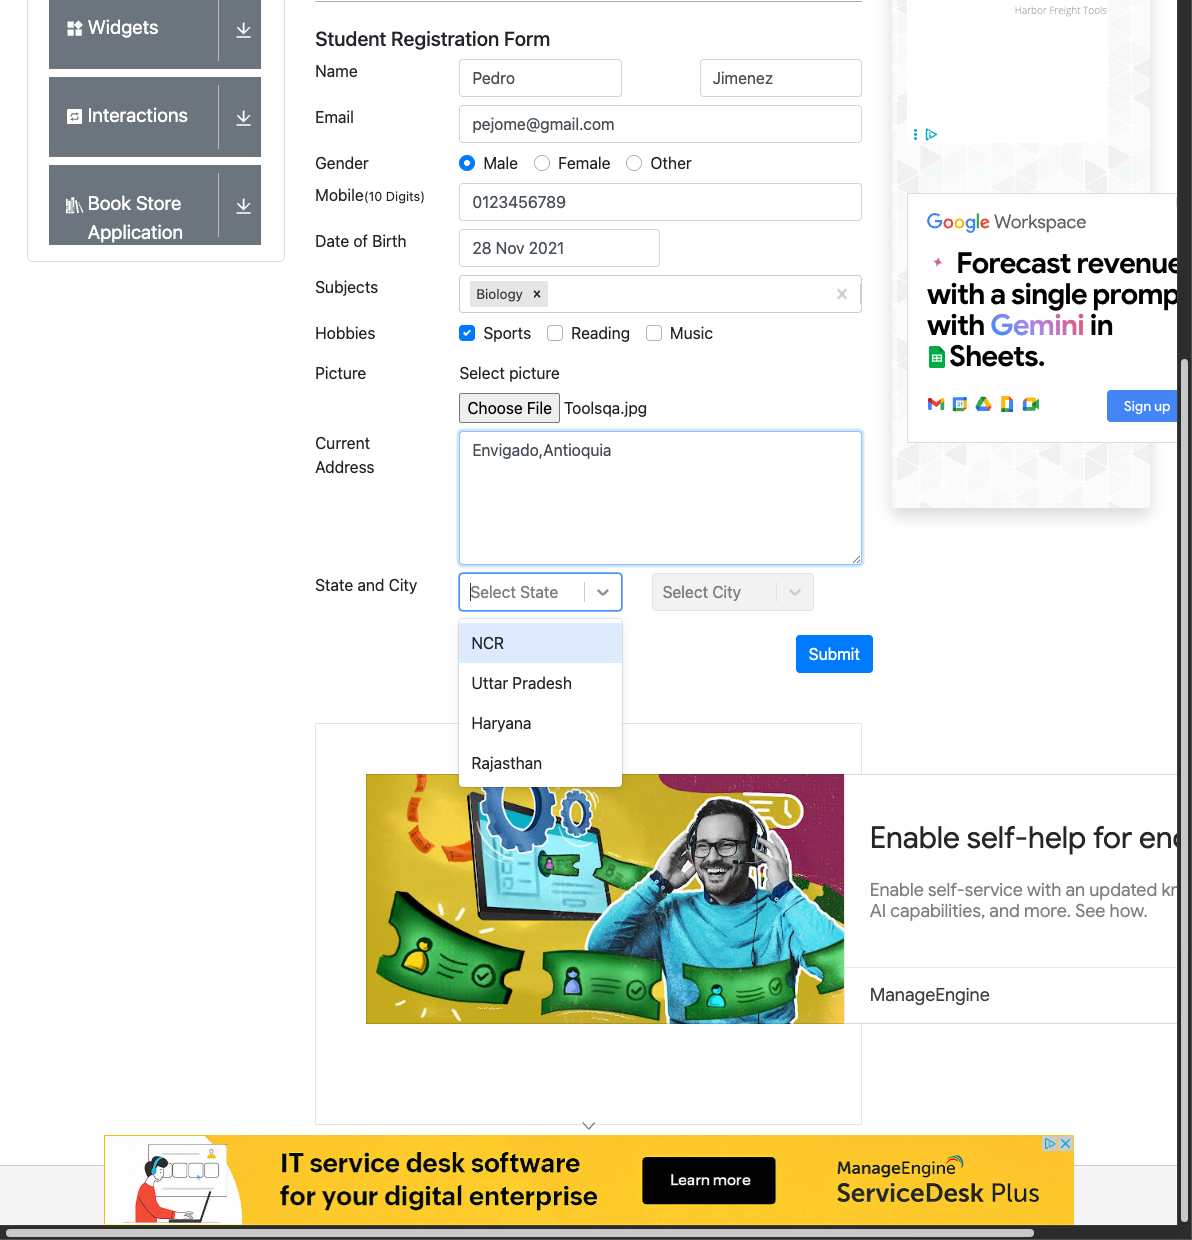 Harbor Freight Tools
Widgets
Interactions
Book Store
Application
Student Registration Form
Name
Pedro
Jimenez
Email
pejome@gmail.com
Gender
Male
Female
Other
Mobile(10 Digits)
0123456789
Date of Birth
28 Nov 2021
Subjects
Biology
Hobbies
Sports
Reading
Music
Picture
Select picture
Choose File Toolsqa.jpg
Current
Address
Envigado,Antioquia
State and City
Select State
Select City
NCR
Uttar Pradesh
Haryana
Rajasthan
Submit
Google Workspace
Forecast revenue
with a single promp
with Gemini in
Sheets.
Sign up
Enable self-help for en
Enable self-service with an updated kr
AI capabilities, and more. See how.
ManageEngine
IT service desk software
for your digital enterprise
Learn more
ManageEngine
ServiceDesk Plus